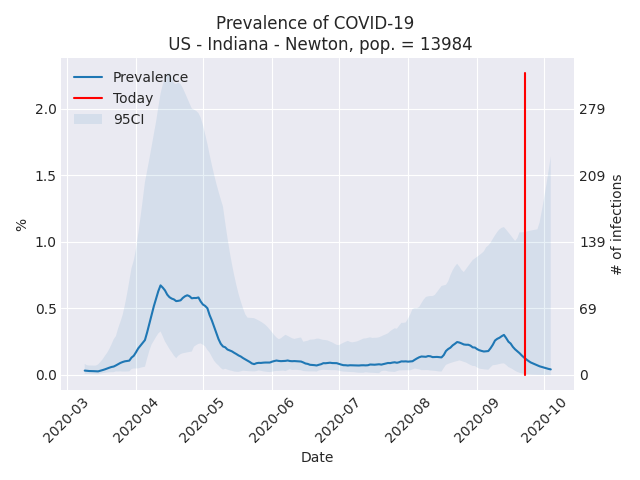 Prevalence of COVID-19
US - Indiana - Newton, pop. = 13984
Prevalence
Today
95CI
2.0
1.5
1.0
0.5
0.0
%
279
209
139
69
0
# of infections
2020-03
2020-04
2020-05
2020-06
2020-07
2020-08
2020-09
2020-10
Date